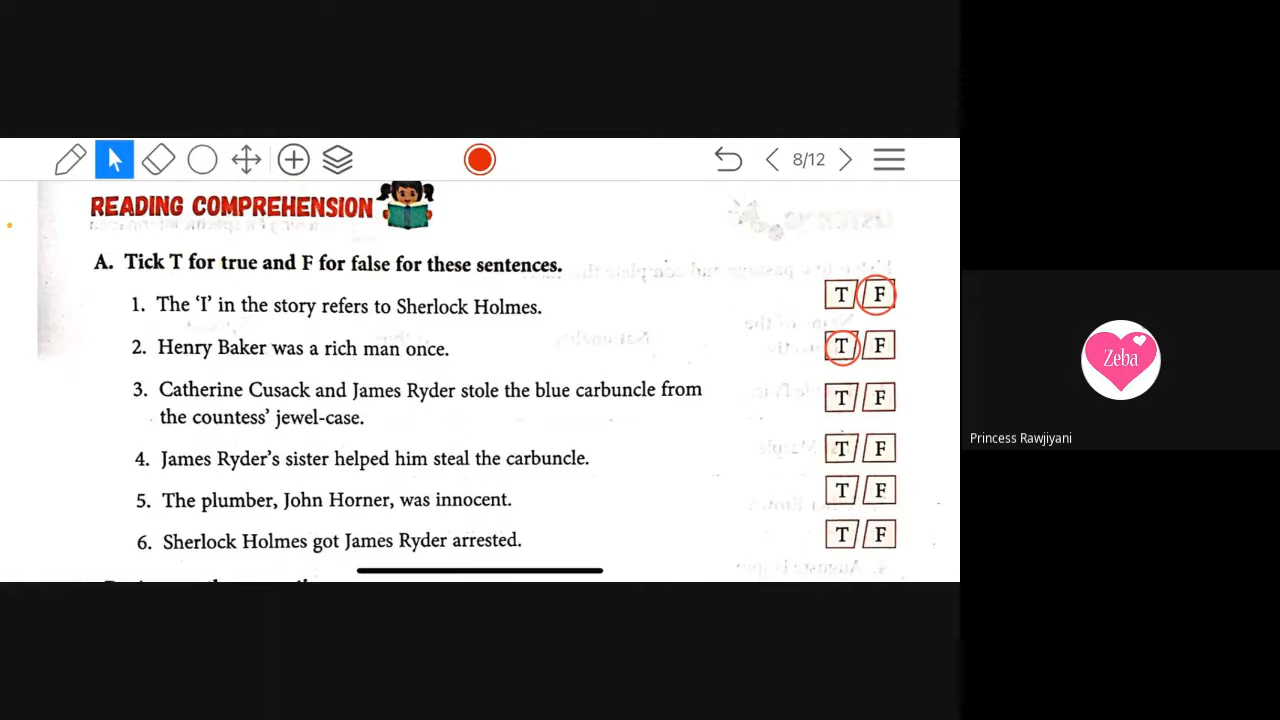 8/12
READING COMPREHENSION
A. Tick T for true and F for false for these sentences.
1. The ‘I’ in the story refers to Sherlock Holmes. T F
2. Henry Baker was a rich man once. T F
3. Catherine Cusack and James Ryder stole the blue carbuncle from T F
the countess’ jewel-case.
4. James Ryder’s sister helped him steal the carbuncle. T F
5. The plumber, John Horner, was innocent. T F
6. Sherlock Holmes got James Ryder arrested. T F
Zeba
Princess Rawjiyani